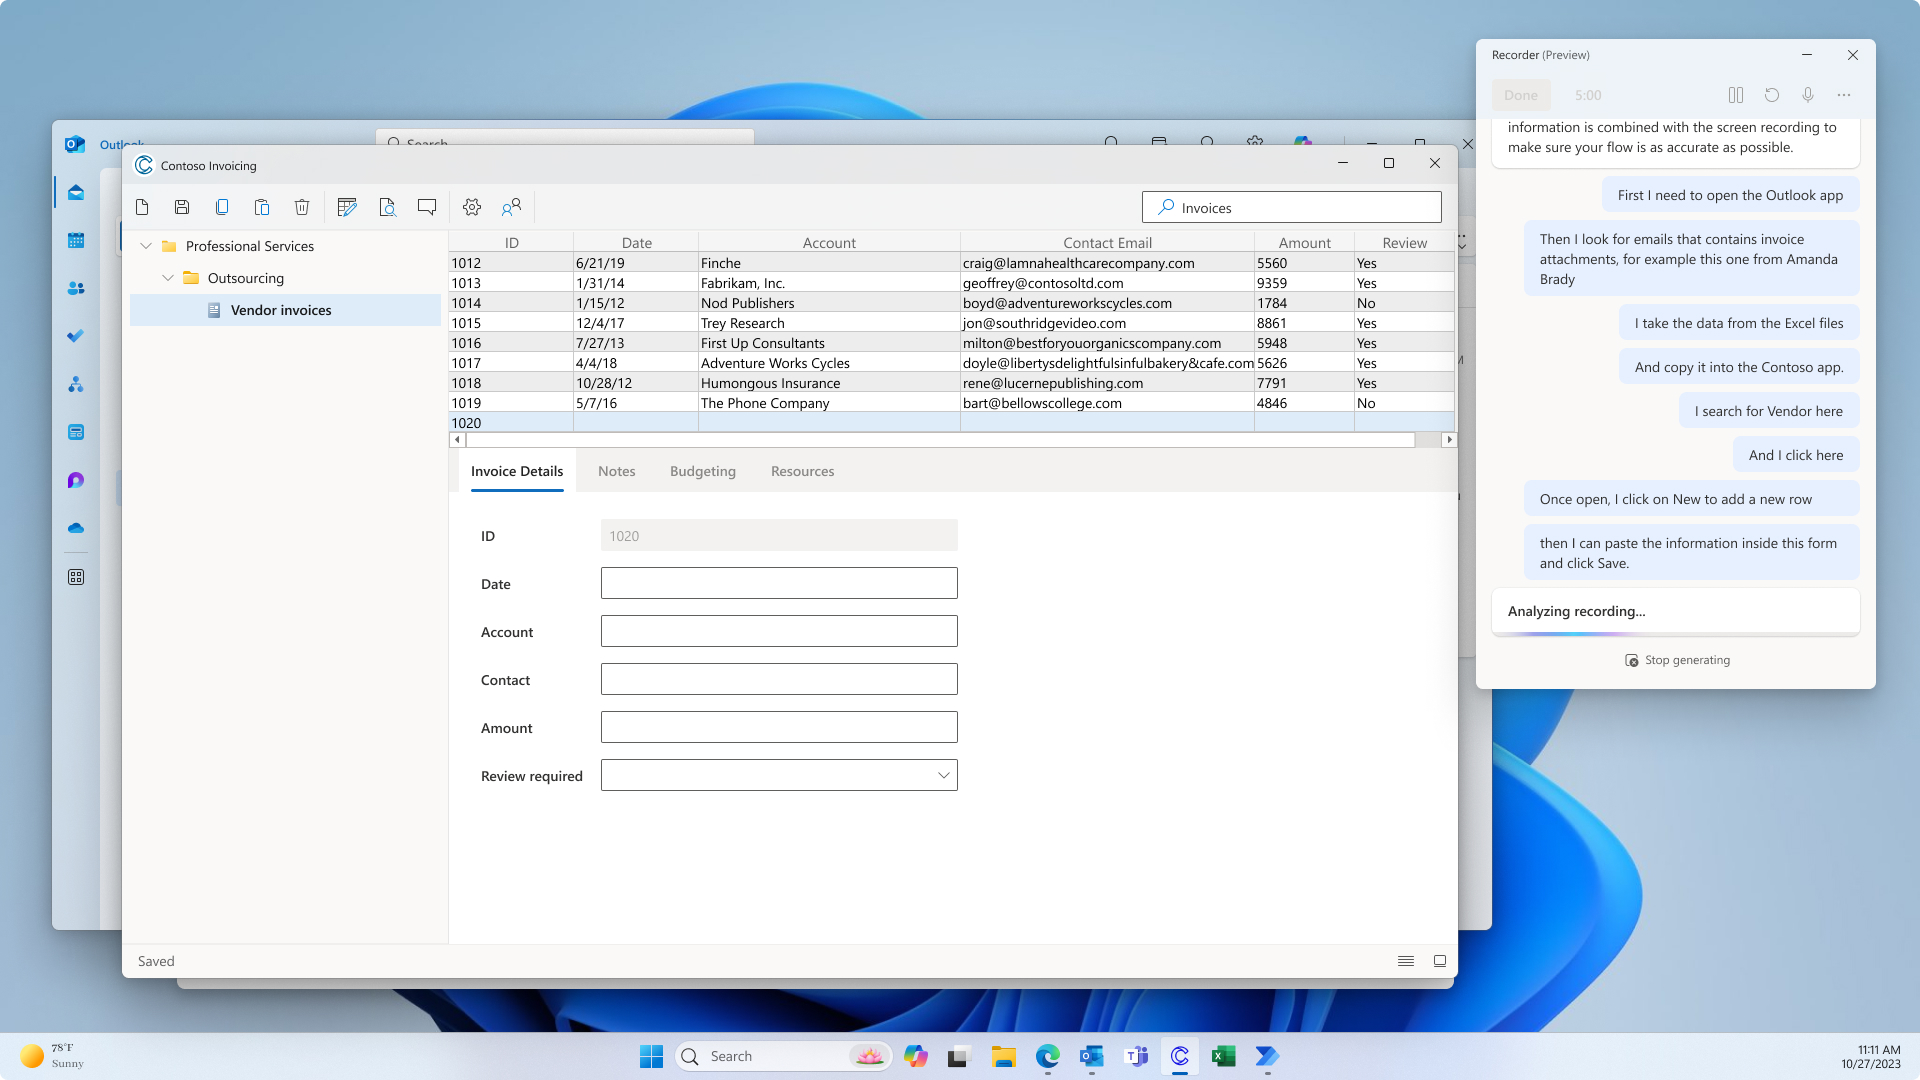 Recorder (Preview)
Done
5:00
information is combined with the screen recording to
make sure your flow is as accurate as possible.
First I need to open the Outlook app
Then I look for emails that contains invoice
attachments, for example this one from Amanda
Brady
I take the data from the Excel files
And copy it into the Contoso app.
I search for Vendor here
And I click here
Once open, I click on New to add a new row
then I can paste the information inside this form
and click Save.
Analyzing recording...
Stop generating
Outlook
Search
Contoso Invoicing
Invoices
Professional Services
Outsourcing
Vendor invoices
ID Date Account Contact Email Amount Review
1012 6/21/19 Finche craig@lamnahealthcarecompany.com 5560 Yes
1013 1/31/14 Fabrikam, Inc. geoffrey@contosoltd.com 9359 Yes
1014 1/15/12 Nod Publishers boyd@adventureworkscycles.com 1784 No
1015 12/4/17 Trey Research jon@southridgevideo.com 8861 Yes
1016 7/27/13 First Up Consultants milton@bestforyouorganicscompany.com 5948 Yes
1017 4/4/18 Adventure Works Cycles doyle@libertysdelightfulsinfulbakery&cafe.com 5626 Yes
1018 10/28/12 Humongous Insurance rene@lucernepublishing.com 7791 Yes
1019 5/7/16 The Phone Company bart@bellowscollege.com 4846 No
1020
Invoice Details Notes Budgeting Resources
ID 1020
Date
Account
Contact
Amount
Review required
Saved
78°F
Sunny
Search
11:11 AM
10/27/2023